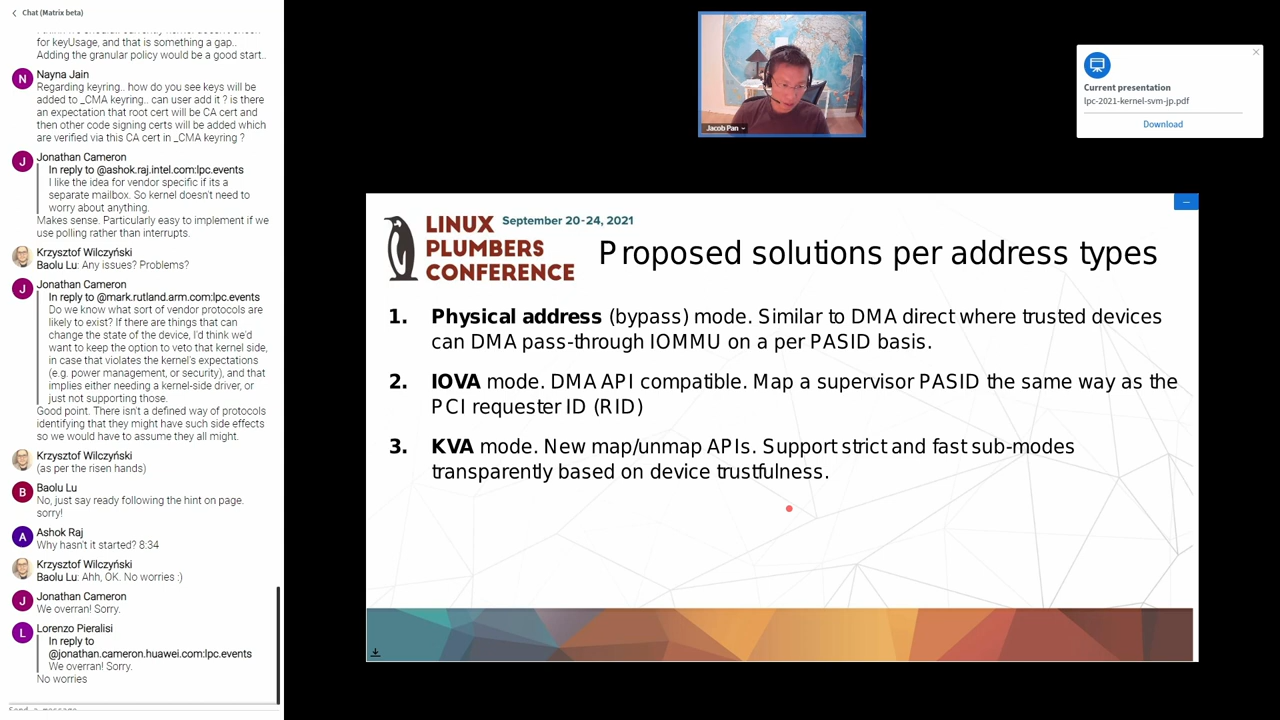 Chat (Matrix beta)
for keyUsage, and that is something a gap..
Adding the granular policy would be a good start..
N
Nayna Jain
Regarding keyring.. how do you see keys will be
added to _CMA keyring.. can user add it ? is there
an expectation that root cert will be CA cert and
then other code signing certs will be added which
are verified via this CA cert in _CMA keyring ?
J
Jonathan Cameron
In reply to @ashok.raj.intel.com:lpc.events
I like the idea for vendor specific if its a
separate mailbox. So kernel doesn't need to
worry about anything.
Makes sense. Particularly easy to implement if we
use polling rather than interrupts.
Krzysztof Wilczyński
Baolu Lu: Any issues? Problems?
J
Jonathan Cameron
In reply to @mark.rutland.arm.com:lpc.events
Do we know what sort of vendor protocols are
likely to exist? If there are things that can
change the state of the device, I'd think we'd
want to keep the option to veto that kernel side,
in case that violates the kernel's expectations
(e.g. power management, or security), and that
implies either needing a kernel-side driver, or
just not supporting those.
Good point. There isn't a defined way of protocols
identifying that they might have such side effects
so we would have to assume they all might.
Krzysztof Wilczyński
(as per the risen hands)
B
Baolu Lu
No, just say ready following the hint on page.
sorry!
A
Ashok Raj
Why hasn't it started? 8:34
Krzysztof Wilczyński
Baolu Lu: Ahh, OK. No worries :)
J
Jonathan Cameron
We overran! Sorry.
L
Lorenzo Pieralisi
In reply to
@jonathan.cameron.huawei.com:lpc.events
We overran! Sorry.
No worries
Send a message
Jacob Pan
Current presentation
lpc-2021-kernel-svm-jp.pdf
Download
LINUX
PLUMBERS
CONFERENCE
September 20-24, 2021
Proposed solutions per address types
1. Physical address (bypass) mode. Similar to DMA direct where trusted devices
can DMA pass-through IOMMU on a per PASID basis.
2. IOVA mode. DMA API compatible. Map a supervisor PASID the same way as the
PCI requester ID (RID)
3. KVA mode. New map/unmap APIs. Support strict and fast sub-modes
transparently based on device trustfulness.